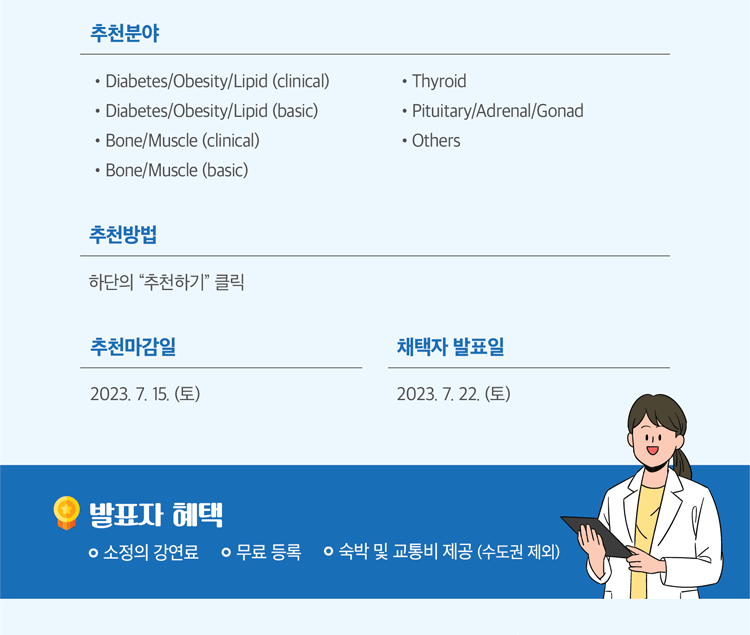 추천분야
• Diabetes/Obesity/Lipid (clinical)
• Diabetes/Obesity/Lipid (basic)
• Bone/Muscle (clinical)
• Bone/Muscle (basic)
• Thyroid
• Pituitary/Adrenal/Gonad
• Others
추천방법
하단의 “추천하기” 클릭
추천마감일
2023. 7. 15. (토)
채택자 발표일
2023. 7. 22. (토)
발표자 혜택
소정의 강연료
무료 등록
숙박 및 교통비 제공 (수도권 제외)